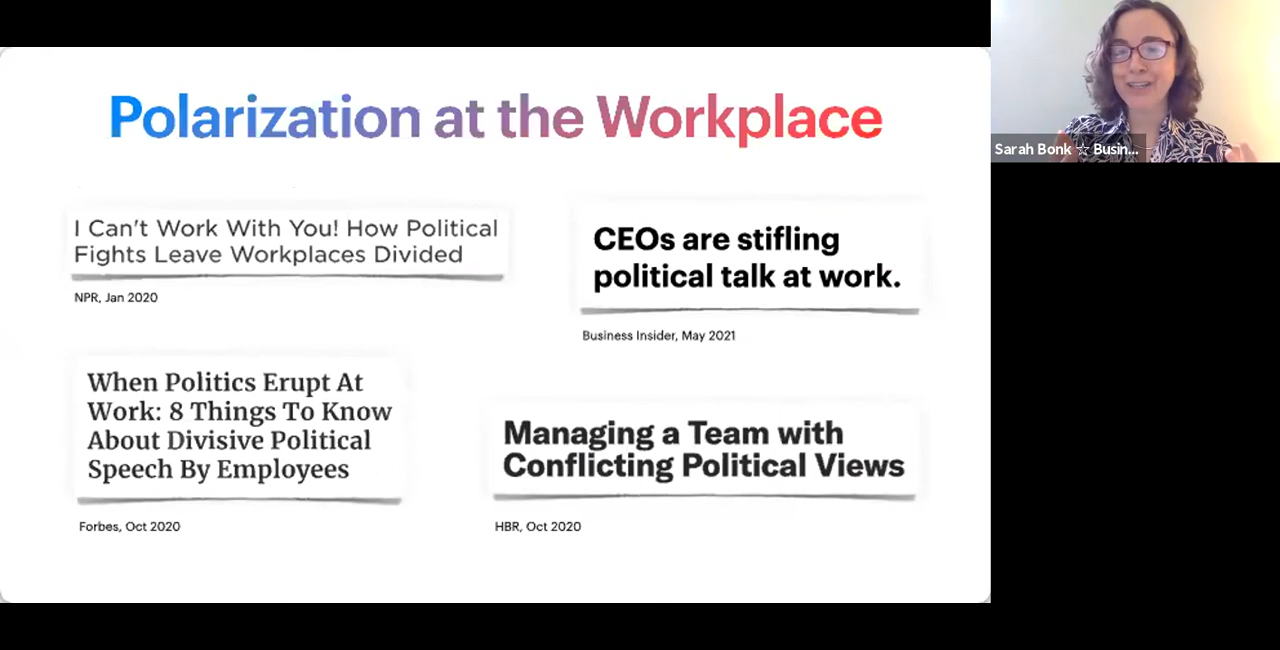 Polarization at the Workplace
I Can't Work With You! How Political
Fights Leave Workplaces Divided
NPR, Jan 2020
CEOs are stifling
political talk at work.
Business Insider, May 2021
When Politics Erupt At
Work: 8 Things To Know
About Divisive Political
Speech By Employees
Forbes, Oct 2020
Managing a Team with
Conflicting Political Views
HBR, Oct 2020
Sarah Bonk ☆ Busin...